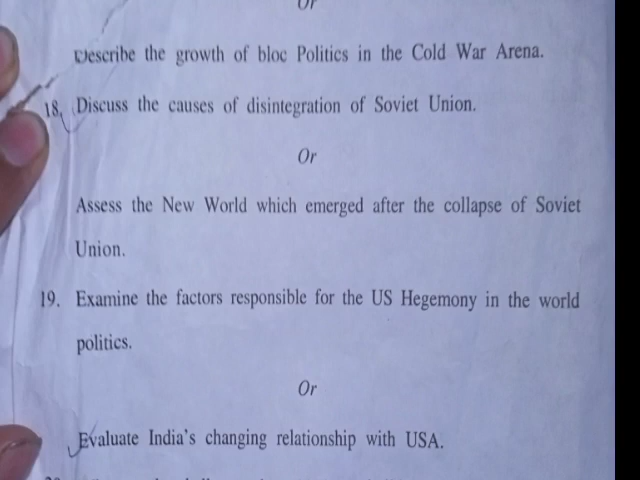 Or
Describe the growth of bloc Politics in the Cold War Arena.
18. Discuss the causes of disintegration of Soviet Union.
Or
Assess the New World which emerged after the collapse of Soviet
Union.
19. Examine the factors responsible for the US Hegemony in the world
politics.
Or
Evaluate India's changing relationship with USA.